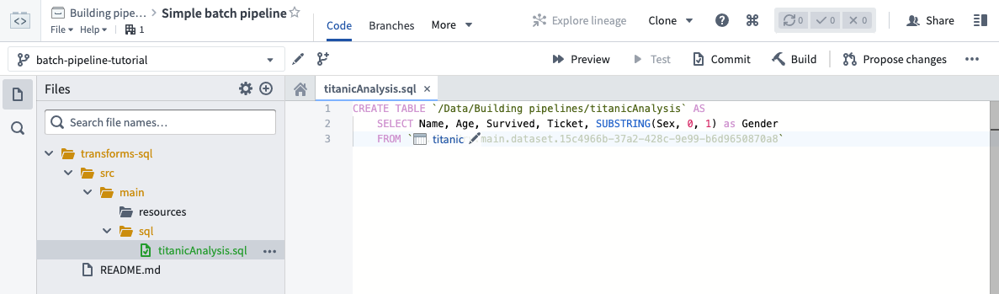 Building pipe... > Simple batch pipeline
File Help 1
Code Branches More
Explore lineage Clone 0 0 0 Share
batch-pipeline-tutorial
Preview Test Commit Build Propose changes
Files
Search file names...
transforms-sql
src
main
resources
sql
titanicAnalysis.sql
README.md
titanicAnalysis.sql
1 CREATE TABLE `/Data/Building pipelines/titanicAnalysis` AS
2 SELECT Name, Age, Survived, Ticket, SUBSTRING(Sex, 0, 1) as Gender
3 FROM `titanic main.dataset.15c4966b-37a2-428c-9e99-b6d9650870a8`